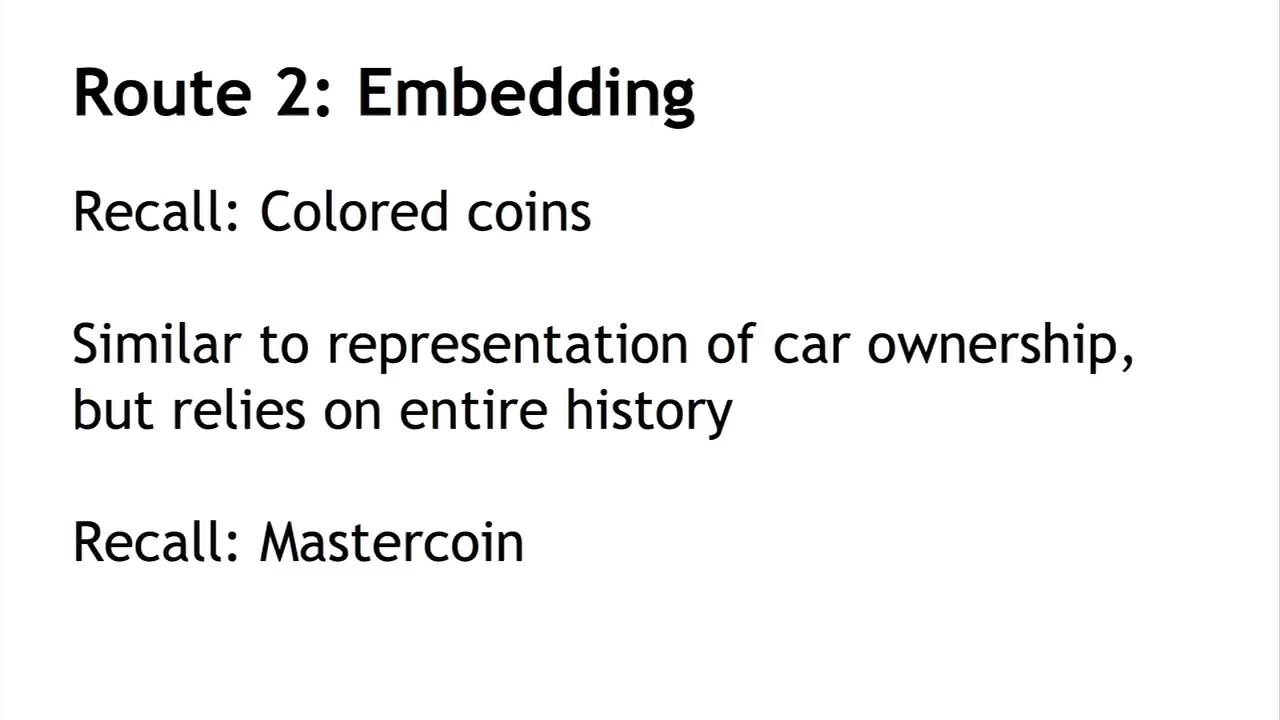 Route 2: Embedding
Recall: Colored coins
Similar to representation of car ownership,
but relies on entire history
Recall: Mastercoin